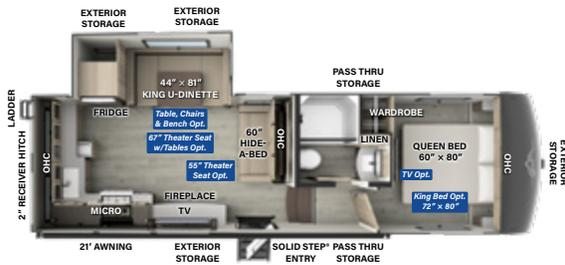 EXTERIOR
STORAGE
EXTERIOR
STORAGE
44" × 81"
KING U-DINETTE
FRIDGE
Table, Chairs
& Bench Opt.
67" Theater Seat
w/Tables Opt.
55" Theater
Seat Opt.
60"
HIDE-
A-BED
OHC
PASS THRU
STORAGE
WARDROBE
LINEN
QUEEN BED
60" × 80"
TV Opt.
King Bed Opt.
72" × 80"
OHC
EXTERIOR
STORAGE
LADDER
2" RECEIVER HITCH
OHC
MICRO
FIREPLACE
TV
21' AWNING
EXTERIOR
STORAGE
SOLID STEP®
ENTRY
PASS THRU
STORAGE